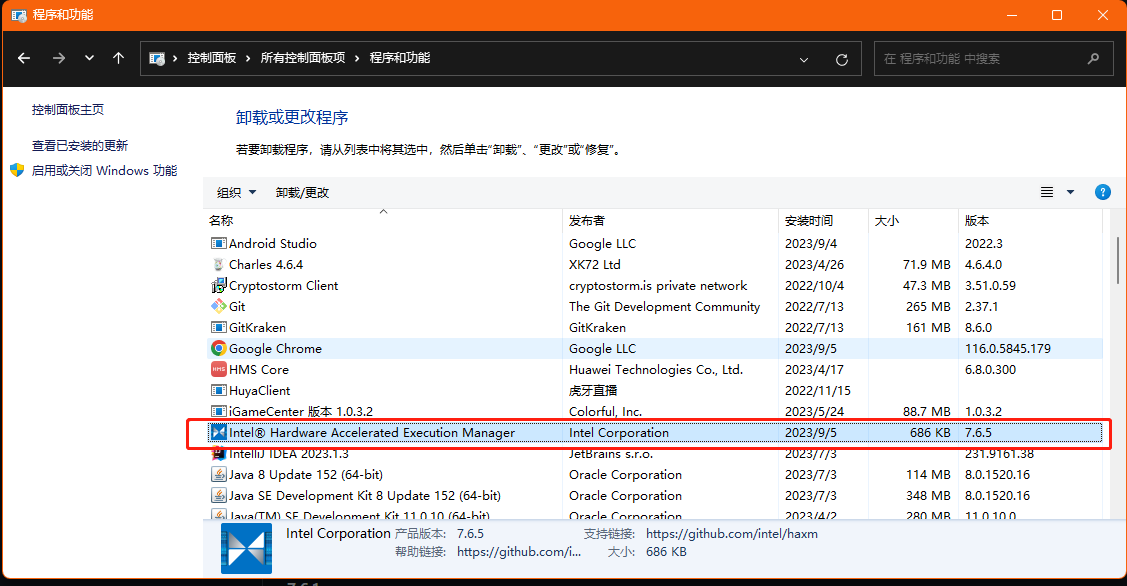 程序和功能
控制面板 › 所有控制面板项 › 程序和功能
在 程序和功能 中搜索
控制面板主页
查看已安装的更新
启用或关闭 Windows 功能
卸载或更改程序
若要卸载程序，请从列表中将其选中，然后单击“卸载”、“更改”或“修复”。
组织 卸载/更改
名称 发布者 安装时间 大小 版本
Android Studio Google LLC 2023/9/4 2022.3
Charles 4.6.4 XK72 Ltd 2023/4/26 71.9 MB 4.6.4.0
Cryptostorm Client cryptostorm.is private network 2022/10/4 47.3 MB 3.51.0.59
Git The Git Development Community 2022/7/13 265 MB 2.37.1
GitKraken GitKraken 2022/7/13 161 MB 8.6.0
Google Chrome Google LLC 2023/9/5 116.0.5845.179
HMS Core Huawei Technologies Co., Ltd. 2023/4/17 6.8.0.300
HuyaClient 虎牙直播 2022/11/15
iGameCenter 版本 1.0.3.2 Colorful, Inc. 2023/5/24 88.7 MB 1.0.3.2
Intel® Hardware Accelerated Execution Manager Intel Corporation 2023/9/5 686 KB 7.6.5
IntelliJ IDEA 2023.1.3 JetBrains s.r.o. 2023/7/3 231.9161.38
Java 8 Update 152 (64-bit) Oracle Corporation 2023/7/3 114 MB 8.0.1520.16
Java SE Development Kit 8 Update 152 (64-bit) Oracle Corporation 2023/7/3 348 MB 8.0.1520.16
Java(TM) SE Development Kit 11.0.10 (64-bit) Oracle Corporation 2023/4/2 280 MB 11.0.10.0
Intel Corporation 产品版本: 7.6.5 支持链接: https://github.com/intel/haxm
帮助链接: https://github.com/i... 大小: 686 KB